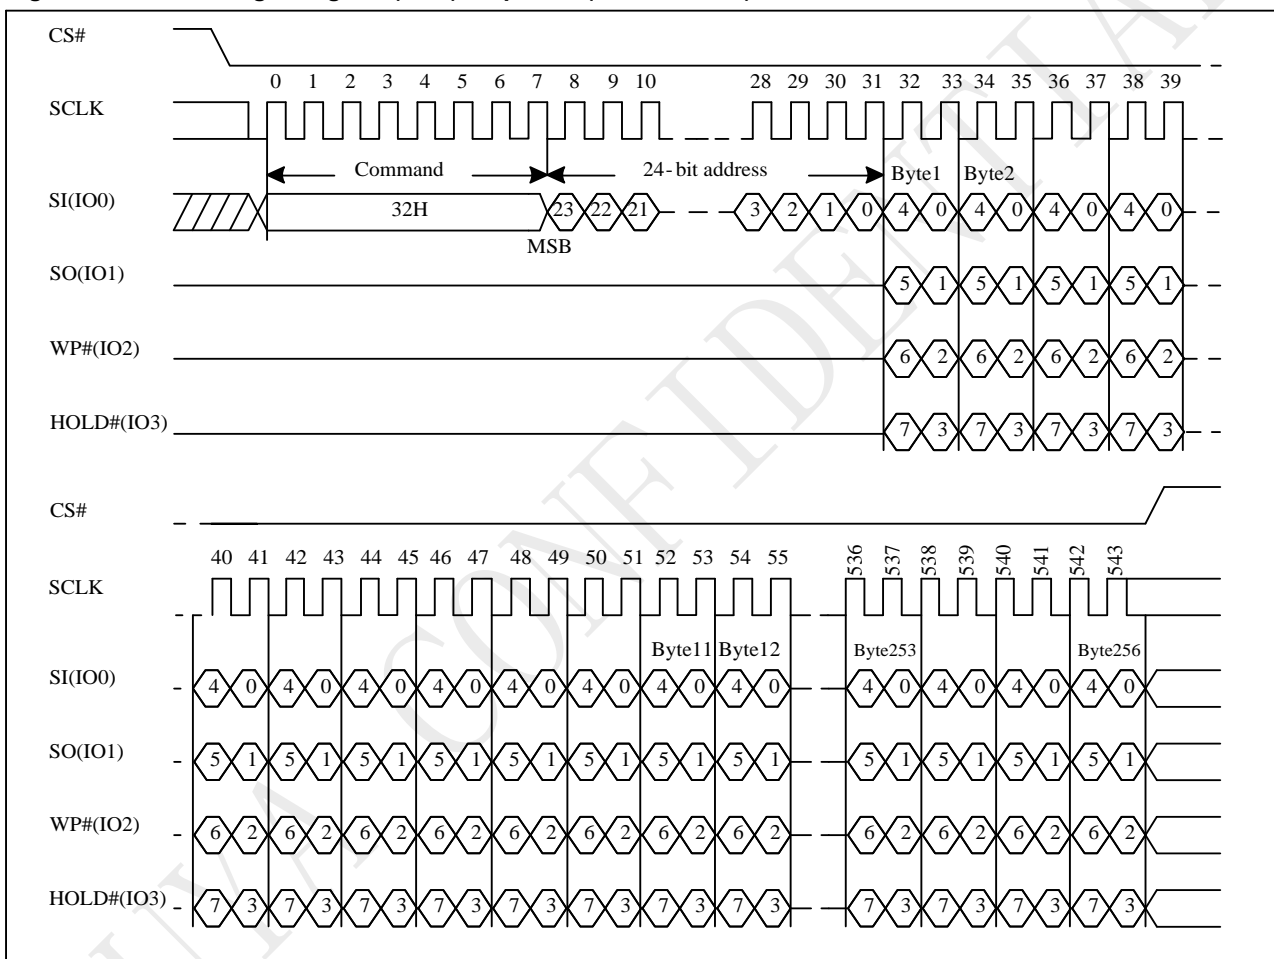 CS#
0 1 2 3 4 5 6 7 8 9 10 28 29 30 31 32 33 34 35 36 37 38 39
SCLK
Command 24-bit address Byte1 Byte2
SI(IO0) 32H 23 22 21 3 2 1 0 4 0 4 0 4 0 4 0
MSB
SO(IO1) 5 1 5 1 5 1 5 1
WP#(IO2) 6 2 6 2 6 2 6 2
HOLD#(IO3) 7 3 7 3 7 3 7 3
CS#
40 41 42 43 44 45 46 47 48 49 50 51 52 53 54 55 536 537 538 539 540 541 542 543
SCLK
Byte11 Byte12 Byte253 Byte256
SI(IO0) 4 0 4 0 4 0 4 0 4 0 4 0 4 0 4 0 4 0 4 0 4 0 4 0
SO(IO1) 5 1 5 1 5 1 5 1 5 1 5 1 5 1 5 1 5 1 5 1 5 1 5 1
WP#(IO2) 6 2 6 2 6 2 6 2 6 2 6 2 6 2 6 2 6 2 6 2 6 2 6 2
HOLD#(IO3) 7 3 7 3 7 3 7 3 7 3 7 3 7 3 7 3 7 3 7 3 7 3 7 3